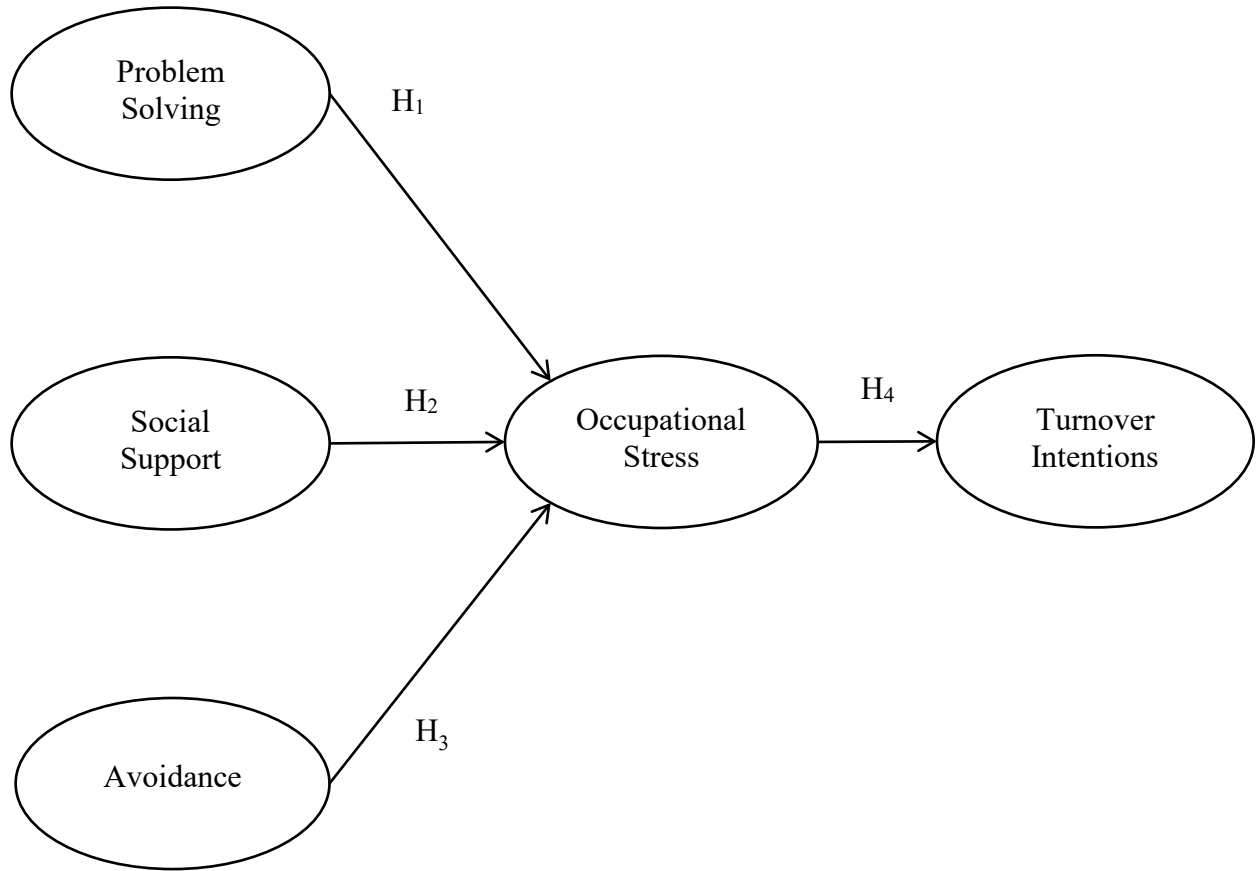 Problem
Solving
H₁
Social
Support
H₂
Occupational
Stress
H₄
Turnover
Intentions
H₃
Avoidance